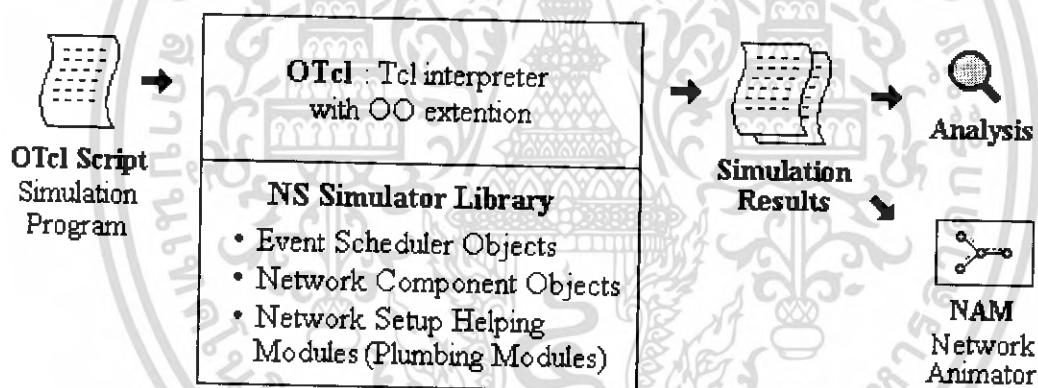 OTcl Script
Simulation
Program
OTcl : Tcl interpreter
with OO extention
NS Simulator Library
• Event Scheduler Objects
• Network Component Objects
• Network Setup Helping
Modules (Plumbing Modules)
Simulation
Results
Analysis
NAM
Network
Animator